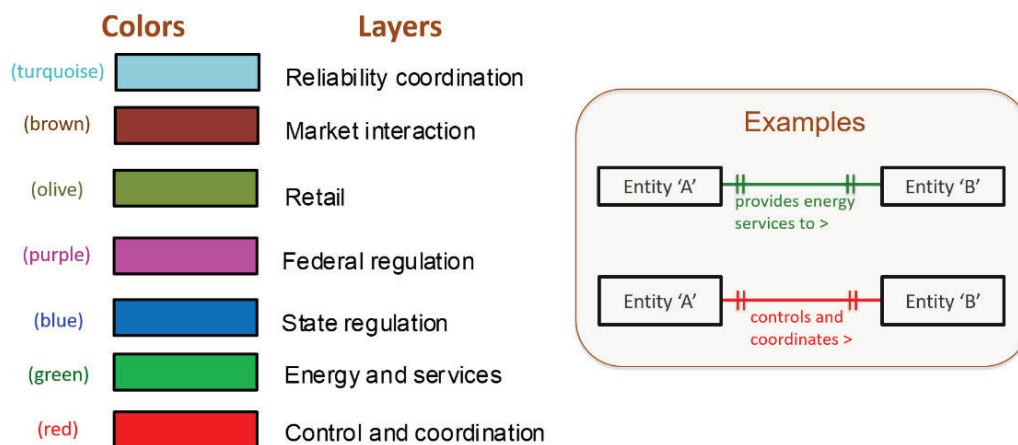 Colors Layers
(turquoise) Reliability coordination
(brown) Market interaction
(olive) Retail
(purple) Federal regulation
(blue) State regulation
(green) Energy and services
(red) Control and coordination
Examples
Entity ‘A’ Entity ‘B’
provides energy
services to >
Entity ‘A’ Entity ‘B’
controls and
coordinates >